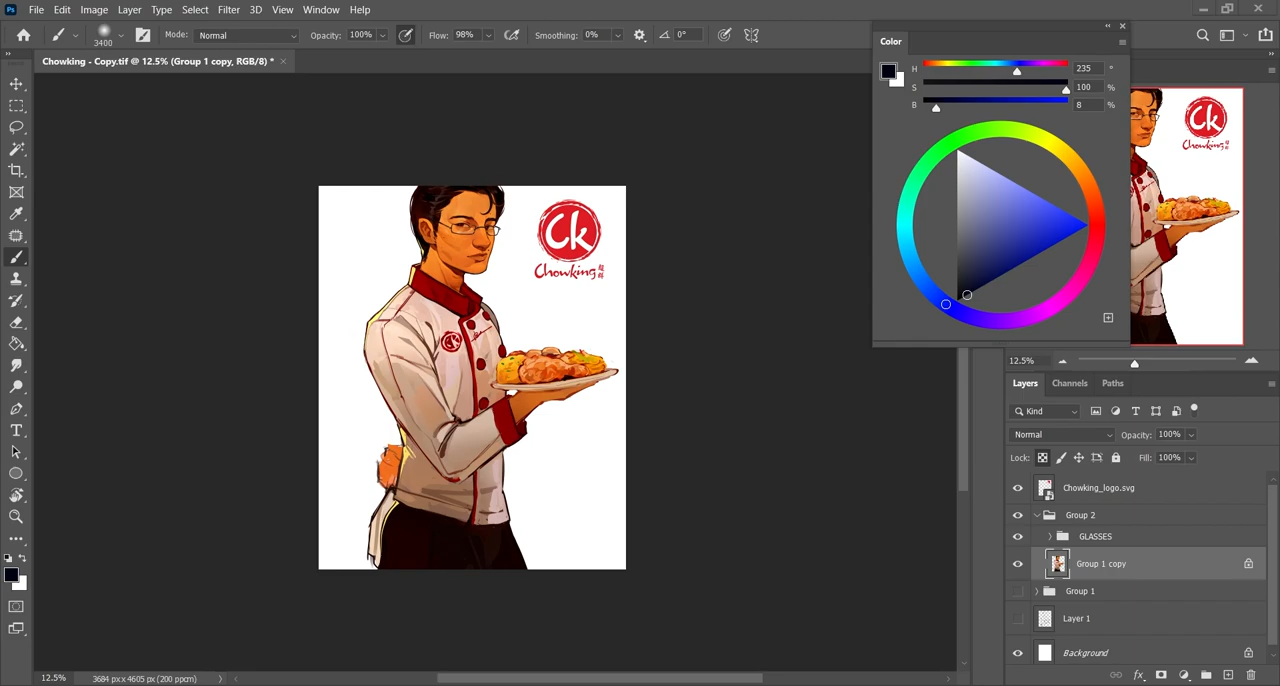 Ps File Edit Image Layer Type Select Filter 3D View Window Help
3400 Mode: Normal Opacity: 100% Flow: 98% Smoothing: 0% 0°
Chowking - Copy.tif @ 12.5% (Group 1 copy, RGB/8) * ×
Color
H 235 °
S 100 %
B 8 %
Ck
Chowking
Ck
Chowking
12.5%
Layers Channels Paths
Kind
Normal Opacity: 100%
Lock: Fill: 100%
Chowking_logo.svg
Group 2
GLASSES
Group 1 copy
Group 1
Layer 1
Background
12.5% 3684 px x 4605 px (200 ppcm)